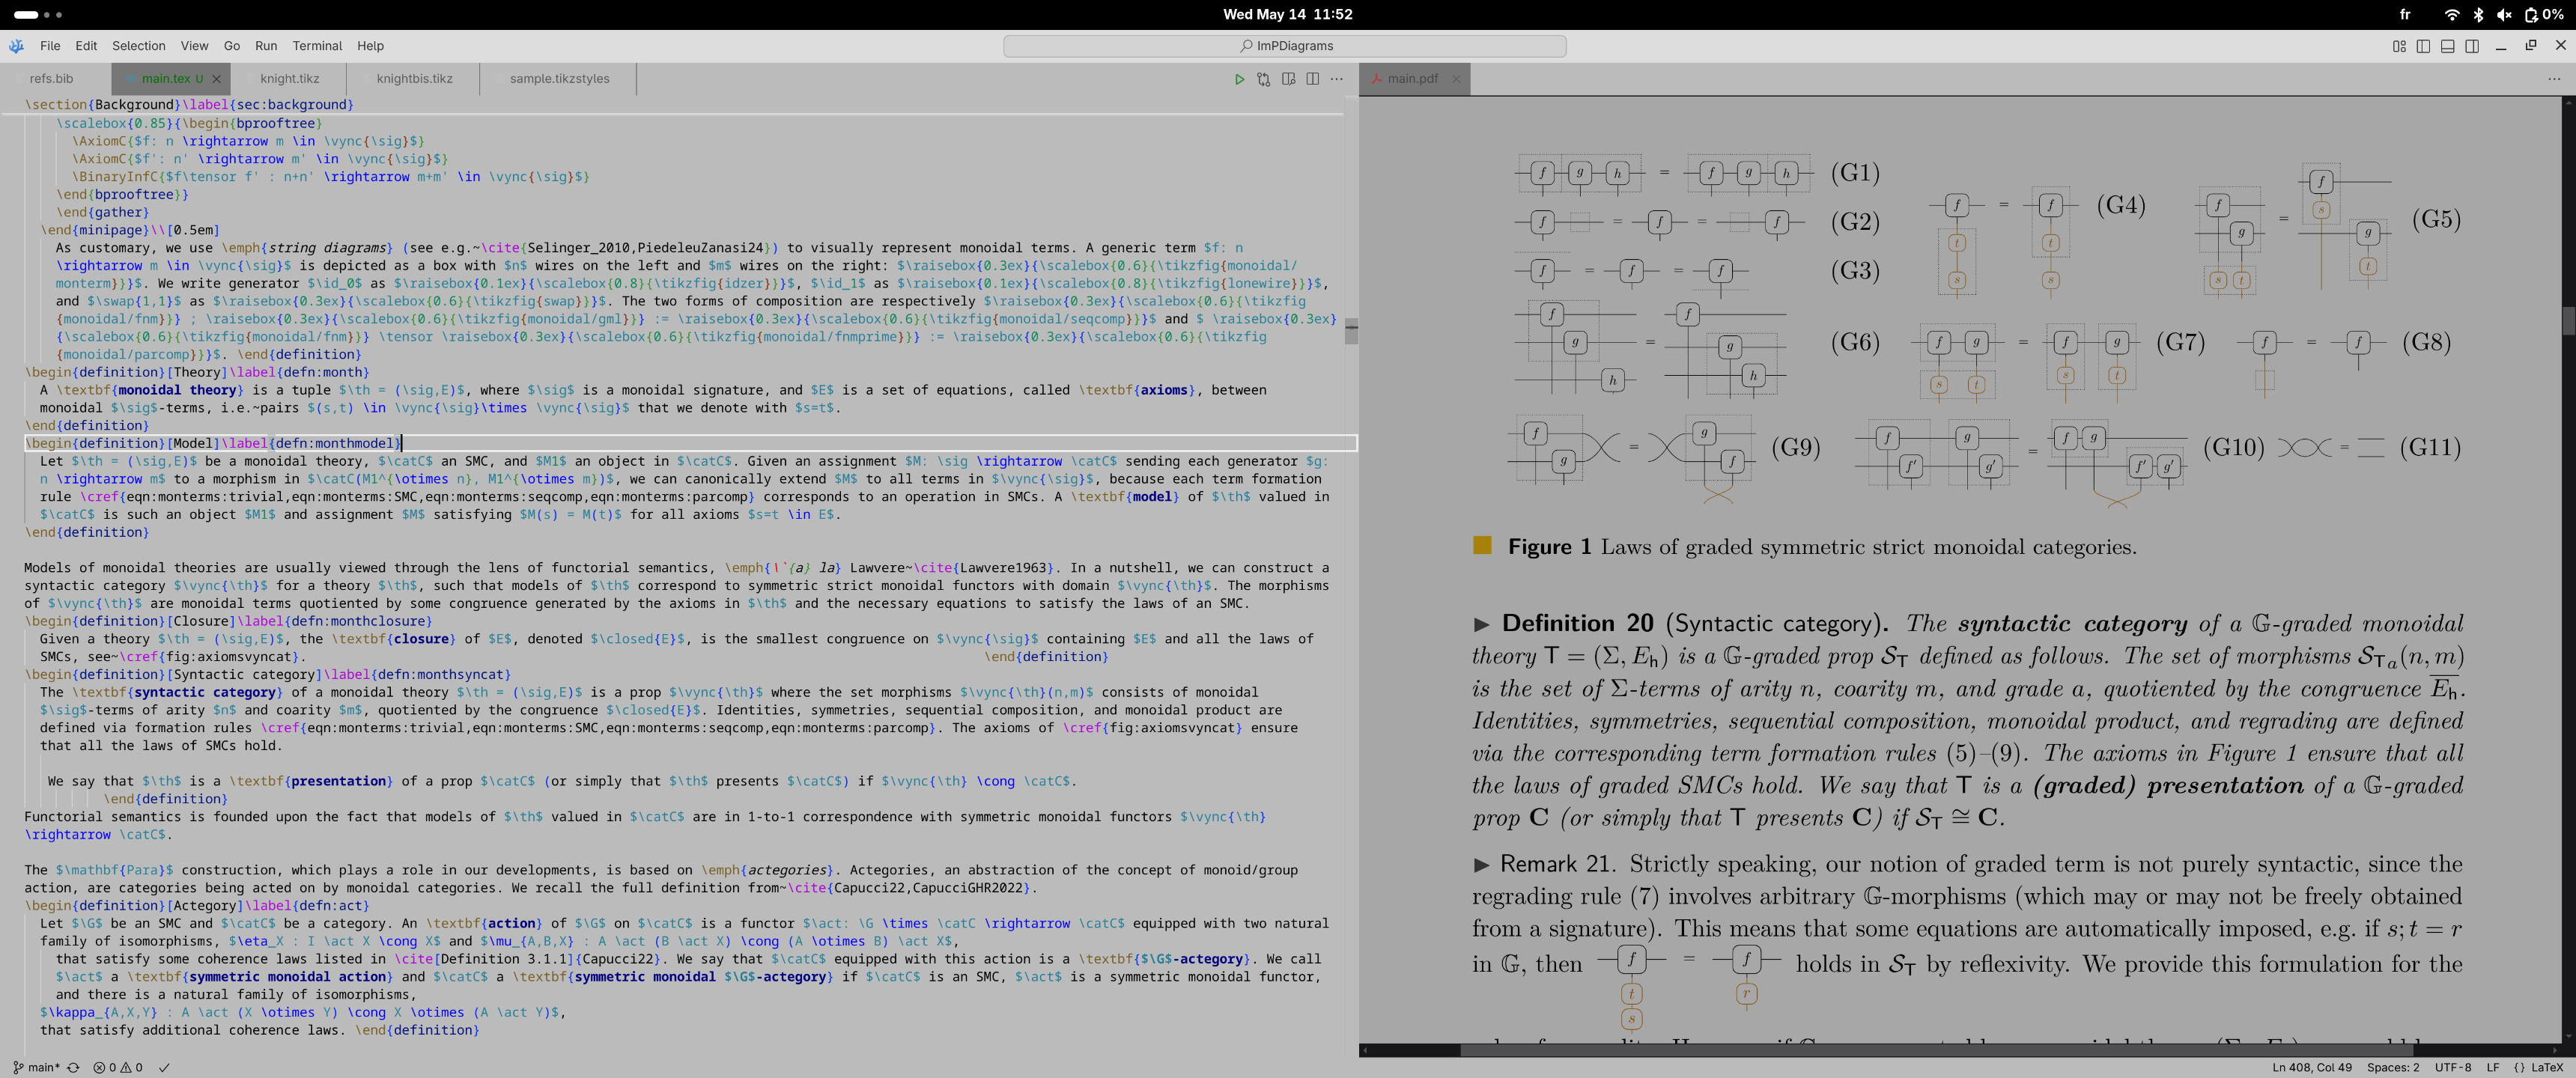 Wed May 14 11:52
fr
0%
File Edit Selection View Go Run Terminal Help
ImPDiagrams
refs.bib
main.tex U
knight.tikz
knightbis.tikz
sample.tikzstyles
main.pdf
\section{Background}\label{sec:background}
\scalebox{0.85}{\begin{bprooftree}
\AxiomC{$f: n \rightarrow m \in \vync{\sig}$}
\AxiomC{$f': n' \rightarrow m' \in \vync{\sig}$}
\BinaryInfC{$f\tensor f' : n+n' \rightarrow m+m' \in \vync{\sig}$}
\end{bprooftree}}
\end{gather}
\end{minipage}\\[0.5em]
As customary, we use \emph{string diagrams} (see e.g.~\cite{Selinger_2010,PiedeleuZanasi24}) to visually represent monoidal terms. A generic term $f: n
\rightarrow m \in \vync{\sig}$ is depicted as a box with $n$ wires on the left and $m$ wires on the right: $\raisebox{0.3ex}{\scalebox{0.6}{\tikzfig{monoidal/
monterm}}}$. We write generator $\id_0$ as $\raisebox{0.1ex}{\scalebox{0.8}{\tikzfig{idzer}}}$, $\id_1$ as $\raisebox{0.1ex}{\scalebox{0.8}{\tikzfig{lonewire}}}$,
and $\swap{1,1}$ as $\raisebox{0.3ex}{\scalebox{0.6}{\tikzfig{swap}}}$. The two forms of composition are respectively $\raisebox{0.3ex}{\scalebox{0.6}{\tikzfig
{monoidal/fnm}}} ; \raisebox{0.3ex}{\scalebox{0.6}{\tikzfig{monoidal/gml}}} := \raisebox{0.3ex}{\scalebox{0.6}{\tikzfig{monoidal/seqcomp}}}$ and $ \raisebox{0.3ex}
{\scalebox{0.6}{\tikzfig{monoidal/fnm}}} \tensor \raisebox{0.3ex}{\scalebox{0.6}{\tikzfig{monoidal/fnmprime}}} := \raisebox{0.3ex}{\scalebox{0.6}{\tikzfig
{monoidal/parcomp}}}$. \end{definition}
\begin{definition}[Theory]\label{defn:month}
A \textbf{monoidal theory} is a tuple $\th = (\sig,E)$, where $\sig$ is a monoidal signature, and $E$ is a set of equations, called \textbf{axioms}, between
monoidal $\sig$-terms, i.e.~pairs $(s,t) \in \vync{\sig}\times \vync{\sig}$ that we denote with $s=t$.
\end{definition}
\begin{definition}[Model]\label{defn:monthmodel}
Let $\th = (\sig,E)$ be a monoidal theory, $\catC$ an SMC, and $M1$ an object in $\catC$. Given an assignment $M: \sig \rightarrow \catC$ sending each generator $g:
n \rightarrow m$ to a morphism in $\catC(M1^{\otimes n}, M1^{\otimes m})$, we can canonically extend $M$ to all terms in $\vync{\sig}$, because each term formation
rule \cref{eqn:monterms:trivial,eqn:monterms:SMC,eqn:monterms:seqcomp,eqn:monterms:parcomp} corresponds to an operation in SMCs. A \textbf{model} of $\th$ valued in
$\catC$ is such an object $M1$ and assignment $M$ satisfying $M(s) = M(t)$ for all axioms $s=t \in E$.
\end{definition}
Models of monoidal theories are usually viewed through the lens of functorial semantics, \emph{\`{a} la} Lawvere~\cite{Lawvere1963}. In a nutshell, we can construct a
syntactic category $\vync{\th}$ for a theory $\th$, such that models of $\th$ correspond to symmetric strict monoidal functors with domain $\vync{\th}$. The morphisms
of $\vync{\th}$ are monoidal terms quotiented by some congruence generated by the axioms in $\th$ and the necessary equations to satisfy the laws of an SMC.
\begin{definition}[Closure]\label{defn:monthclosure}
Given a theory $\th = (\sig,E)$, the \textbf{closure} of $E$, denoted $\closed{E}$, is the smallest congruence on $\vync{\sig}$ containing $E$ and all the laws of
SMCs, see~\cref{fig:axiomsvyncat}. \end{definition}
\begin{definition}[Syntactic category]\label{defn:monthsyncat}
The \textbf{syntactic category} of a monoidal theory $\th = (\sig,E)$ is a prop $\vync{\th}$ where the set morphisms $\vync{\th}(n,m)$ consists of monoidal
$\sig$-terms of arity $n$ and coarity $m$, quotiented by the congruence $\closed{E}$. Identities, symmetries, sequential composition, and monoidal product are
defined via formation rules \cref{eqn:monterms:trivial,eqn:monterms:SMC,eqn:monterms:seqcomp,eqn:monterms:parcomp}. The axioms of \cref{fig:axiomsvyncat} ensure
that all the laws of SMCs hold.
We say that $\th$ is a \textbf{presentation} of a prop $\catC$ (or simply that $\th$ presents $\catC$) if $\vync{\th} \cong \catC$.
\end{definition}
Functorial semantics is founded upon the fact that models of $\th$ valued in $\catC$ are in 1-to-1 correspondence with symmetric monoidal functors $\vync{\th}
\rightarrow \catC$.
The $\mathbf{Para}$ construction, which plays a role in our developments, is based on \emph{actegories}. Actegories, an abstraction of the concept of monoid/group
action, are categories being acted on by monoidal categories. We recall the full definition from~\cite{Capucci22,CapucciGHR2022}.
\begin{definition}[Actegory]\label{defn:act}
Let $\G$ be an SMC and $\catC$ be a category. An \textbf{action} of $\G$ on $\catC$ is a functor $\act: \G \times \catC \rightarrow \catC$ equipped with two natural
family of isomorphisms, $\eta_X : I \act X \cong X$ and $\mu_{A,B,X} : A \act (B \act X) \cong (A \otimes B) \act X$,
that satisfy some coherence laws listed in \cite[Definition 3.1.1]{Capucci22}. We say that $\catC$ equipped with this action is a \textbf{$\G$-actegory}. We call
$\act$ a \textbf{symmetric monoidal action} and $\catC$ a \textbf{symmetric monoidal $\G$-actegory} if $\catC$ is an SMC, $\act$ is a symmetric monoidal functor,
and there is a natural family of isomorphisms,
$\kappa_{A,X,Y} : A \act (X \otimes Y) \cong X \otimes (A \act Y)$,
that satisfy additional coherence laws. \end{definition}
f g h = f g h (G1)
f = f = f (G2)
f = f = f (G3)
f t s = f t s (G4)
f g s t = f s g t (G5)
f g h = f g h (G6)
f g s t = f s g t (G7)
f = f (G8)
f g = g f (G9)
f g f' g' = f g f' g' (G10)
= (G11)
Figure 1 Laws of graded symmetric strict monoidal categories.
▶ Definition 20 (Syntactic category). The syntactic category of a 𝔾-graded monoidal
theory T = (Σ, E_h) is a 𝔾-graded prop S_T defined as follows. The set of morphisms S_T a(n, m)
is the set of Σ-terms of arity n, coarity m, and grade a, quotiented by the congruence \overline{E_h}.
Identities, symmetries, sequential composition, monoidal product, and regrading are defined
via the corresponding term formation rules (5)–(9). The axioms in Figure 1 ensure that all
the laws of graded SMCs hold. We say that T is a (graded) presentation of a 𝔾-graded
prop C (or simply that T presents C) if S_T ≅ C.
▶ Remark 21. Strictly speaking, our notion of graded term is not purely syntactic, since the
regrading rule (7) involves arbitrary 𝔾-morphisms (which may or may not be freely obtained
from a signature). This means that some equations are automatically imposed, e.g. if s; t = r
in 𝔾, then f t s = f r holds in S_T by reflexivity. We provide this formulation for the
main* 0 0
Ln 408, Col 49 Spaces: 2 UTF-8 LF {} LaTeX